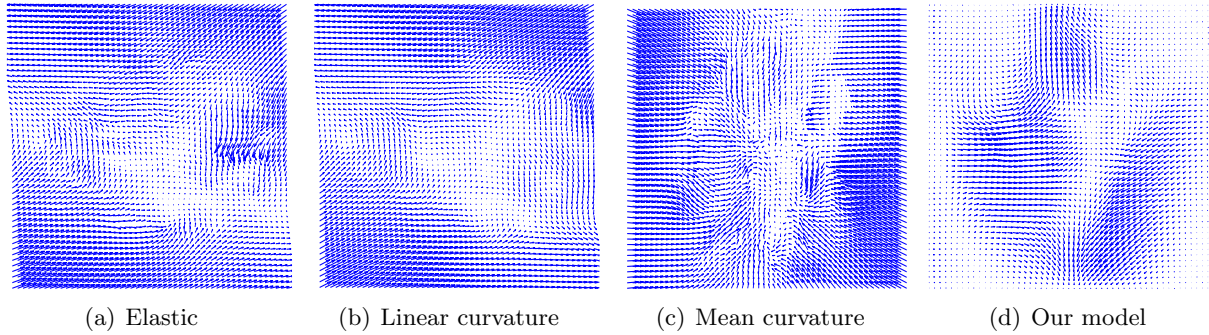 (a) Elastic
(b) Linear curvature
(c) Mean curvature
(d) Our model